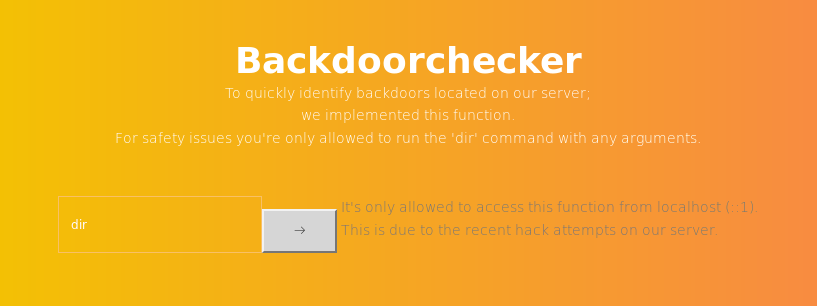 Backdoorchecker
To quickly identify backdoors located on our server;
we implemented this function.
For safety issues you're only allowed to run the 'dir' command with any arguments.
dir
→
It's only allowed to access this function from localhost (::1).
This is due to the recent hack attempts on our server.